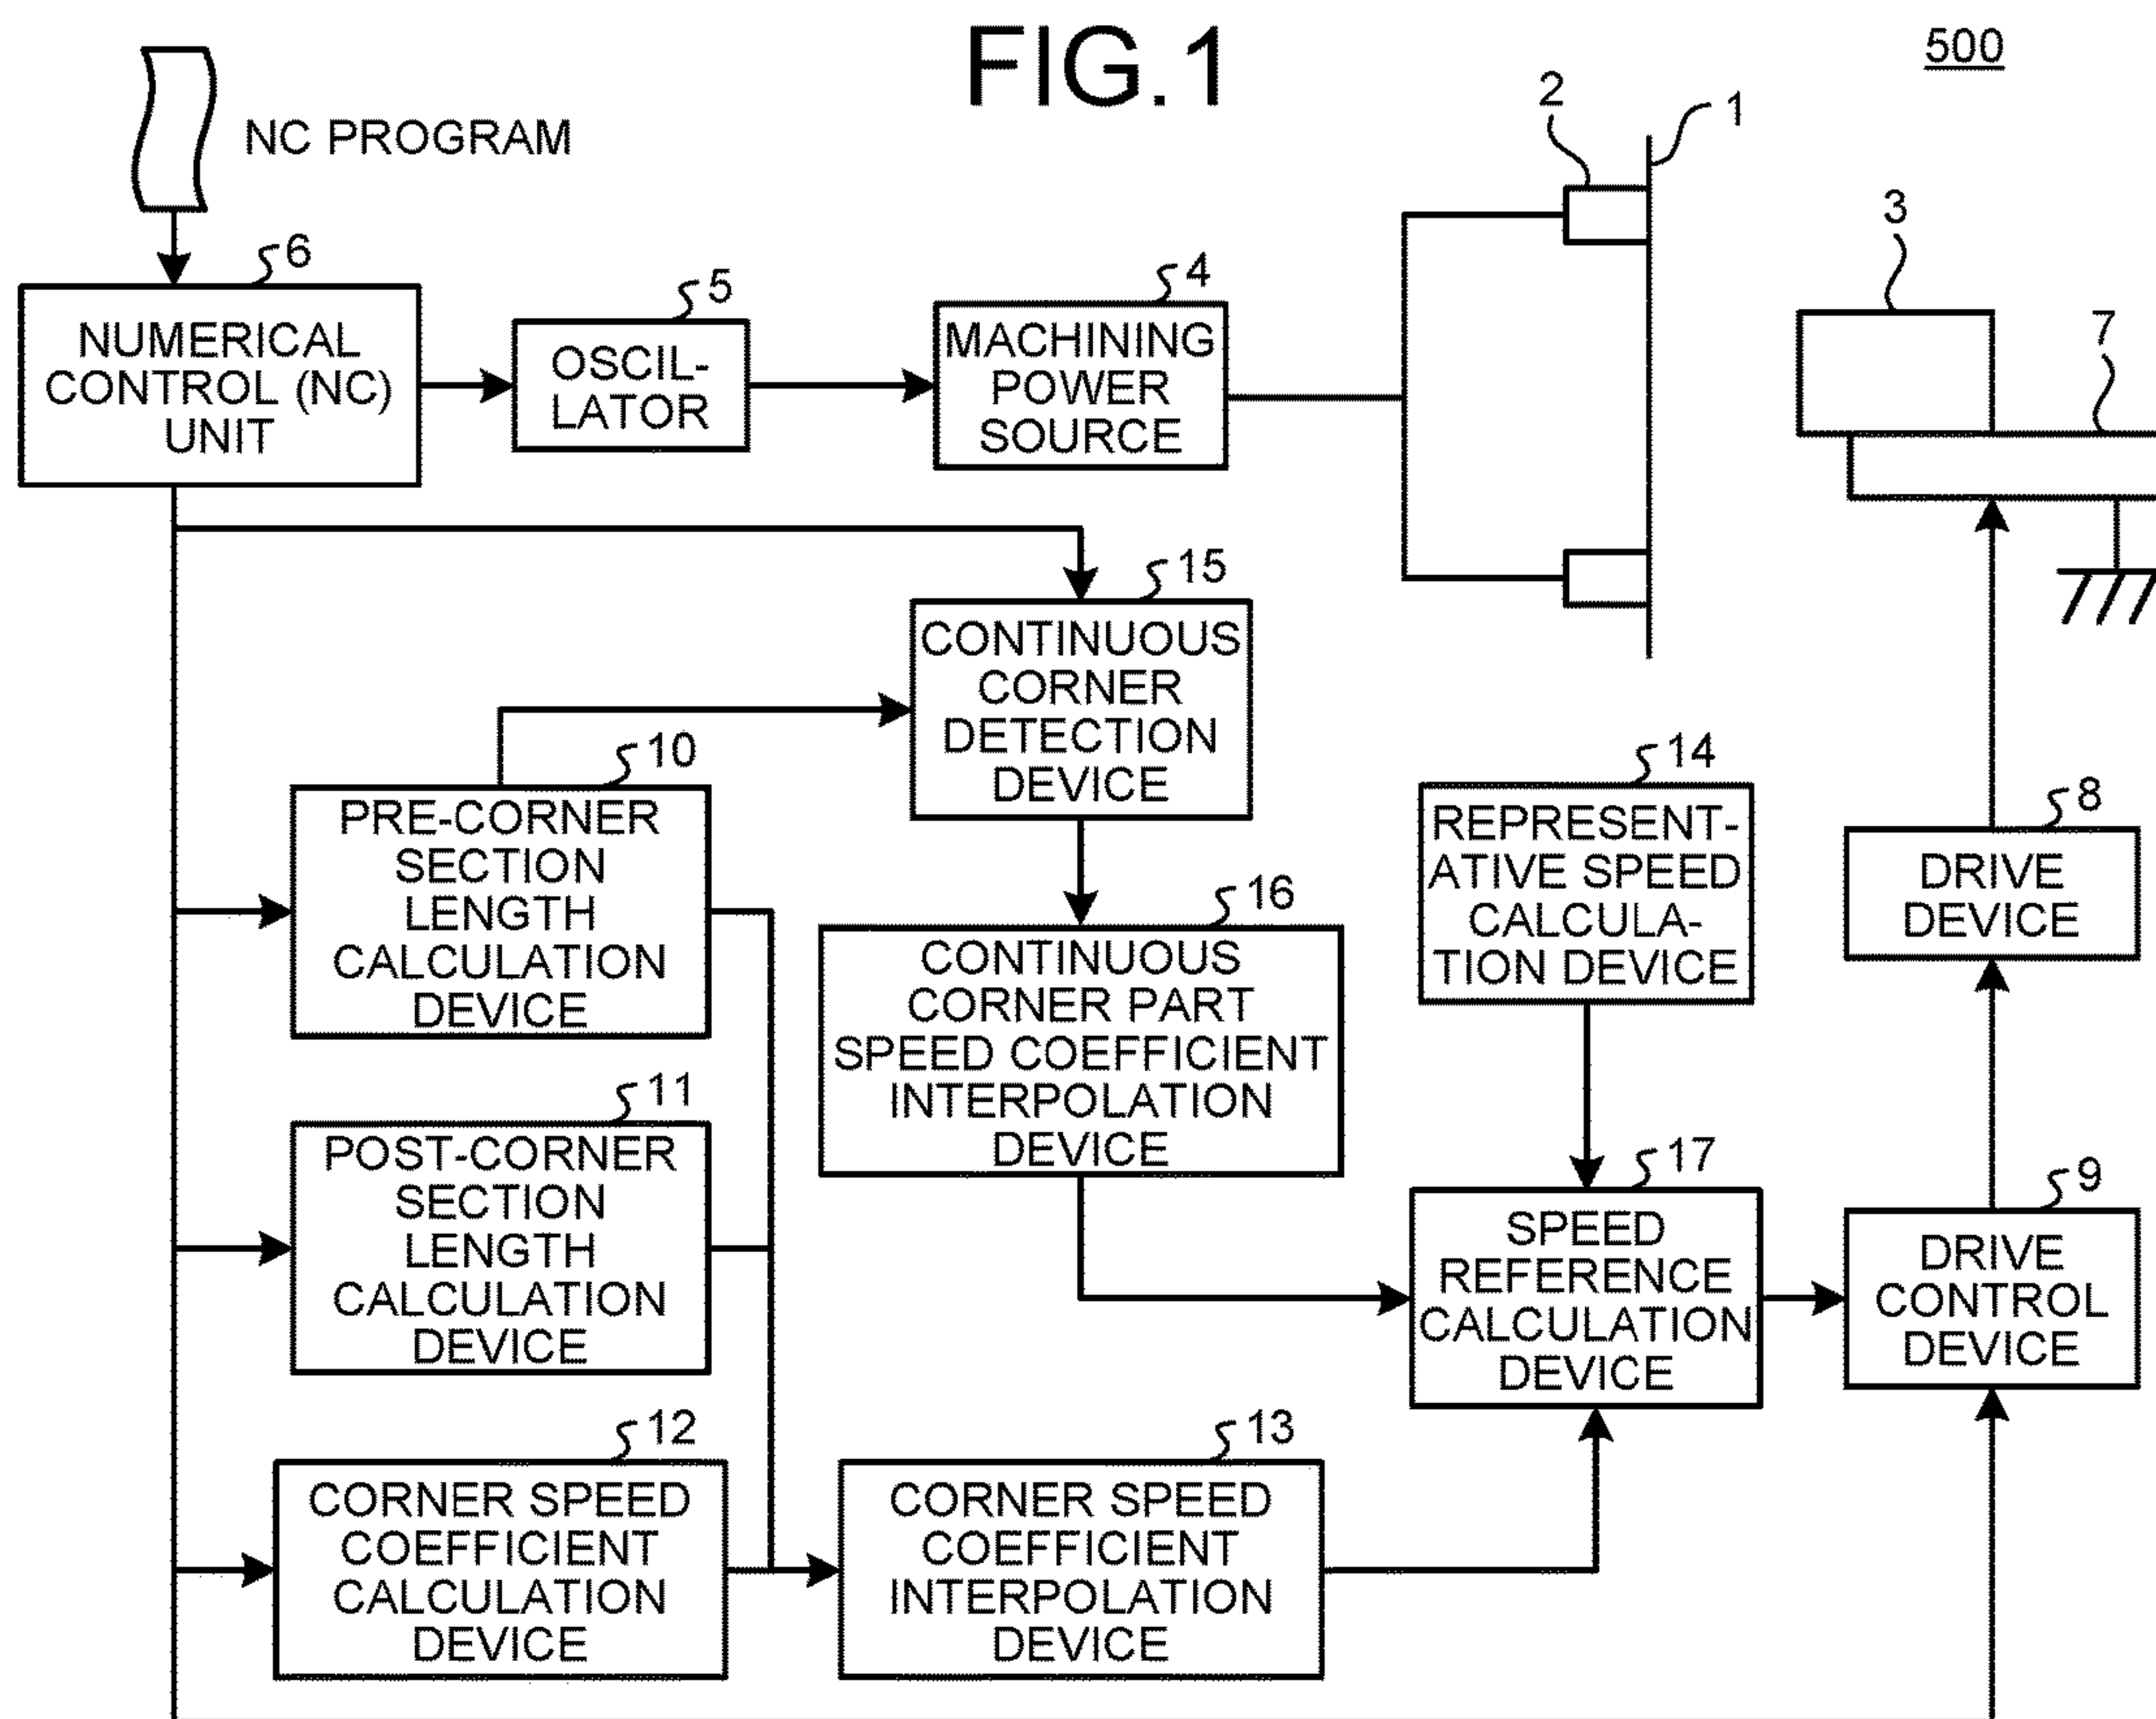 FIG.1
500
NC PROGRAM
2
1
3
7
6
NUMERICAL
CONTROL (NC)
UNIT
5
OSCIL-
LATOR
4
MACHINING
POWER
SOURCE
15
CONTINUOUS
CORNER
DETECTION
DEVICE
10
PRE-CORNER
SECTION
LENGTH
CALCULATION
DEVICE
14
REPRESENT-
ATIVE SPEED
CALCULA-
TION DEVICE
8
DRIVE
DEVICE
16
CONTINUOUS
CORNER PART
SPEED COEFFICIENT
INTERPOLATION
DEVICE
11
POST-CORNER
SECTION
LENGTH
CALCULATION
DEVICE
17
SPEED
REFERENCE
CALCULATION
DEVICE
9
DRIVE
CONTROL
DEVICE
12
CORNER SPEED
COEFFICIENT
CALCULATION
DEVICE
13
CORNER SPEED
COEFFICIENT
INTERPOLATION
DEVICE